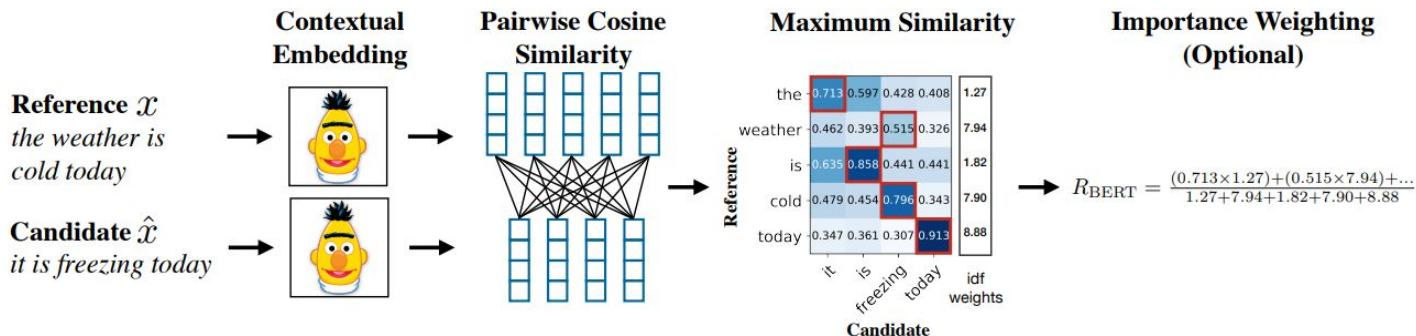 Contextual
Embedding
Pairwise Cosine
Similarity
Maximum Similarity
Importance Weighting
(Optional)
Reference x
the weather is
cold today
Candidate x̂
it is freezing today
Reference
the 0.713 0.597 0.428 0.408 1.27
weather 0.462 0.393 0.515 0.326 7.94
is 0.635 0.858 0.441 0.441 1.82
cold 0.479 0.454 0.796 0.343 7.90
today 0.347 0.361 0.307 0.913 8.88
it is freezing today
idf
weights
Candidate
R_BERT = (0.713×1.27)+(0.515×7.94)+... / 1.27+7.94+1.82+7.90+8.88